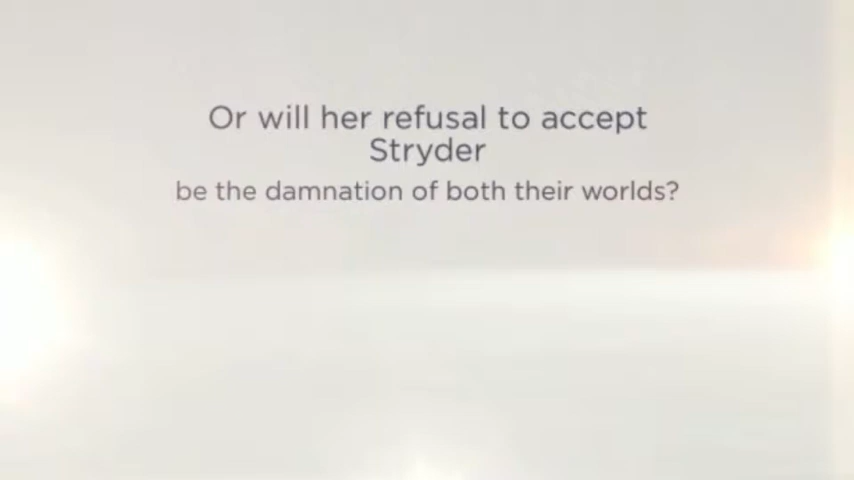 Or will her refusal to accept
Stryder
be the damnation of both their worlds?